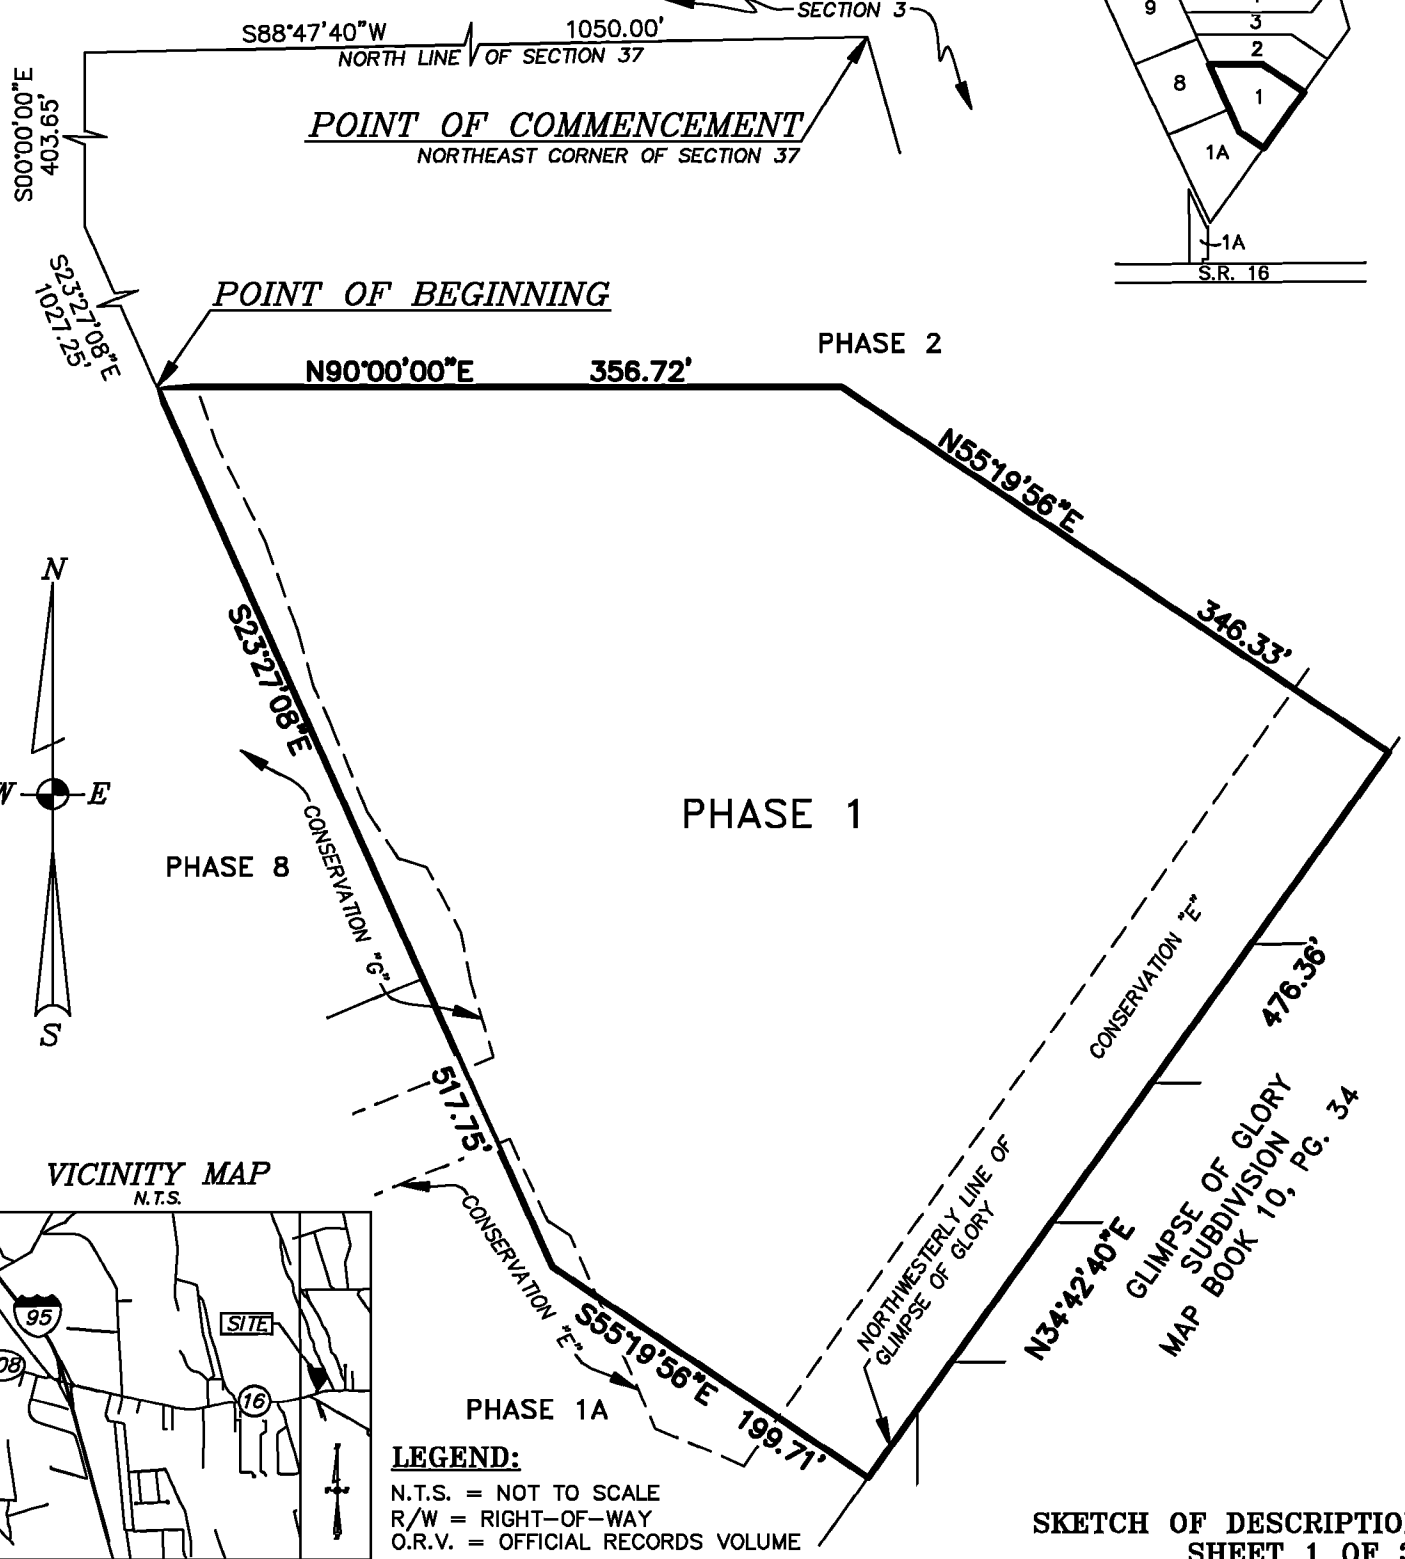 SECTION 3
9
3
2
8
1
1A
1A
S.R. 16
S88°47'40"W 1050.00'
NORTH LINE OF SECTION 37
S00°00'00"E
403.65'
POINT OF COMMENCEMENT
NORTHEAST CORNER OF SECTION 37
S23°27'08"E
1027.25'
POINT OF BEGINNING
PHASE 2
N90°00'00"E 356.72'
N55°19'56"E
346.33'
N
W E
S
S23°27'08"E
517.75'
PHASE 1
PHASE 8
CONSERVATION "G"
CONSERVATION "E"
476.36'
N34°42'40"E
GLIMPSE OF GLORY
SUBDIVISION
MAP BOOK 10, PG. 34
NORTHWESTERLY LINE OF
GLIMPSE OF GLORY
CONSERVATION "E"
S55°19'56"E
199.71'
PHASE 1A
VICINITY MAP
N.T.S.
95
SITE
16
LEGEND:
N.T.S. = NOT TO SCALE
R/W = RIGHT-OF-WAY
O.R.V. = OFFICIAL RECORDS VOLUME
SKETCH OF
SHEET 1 OF